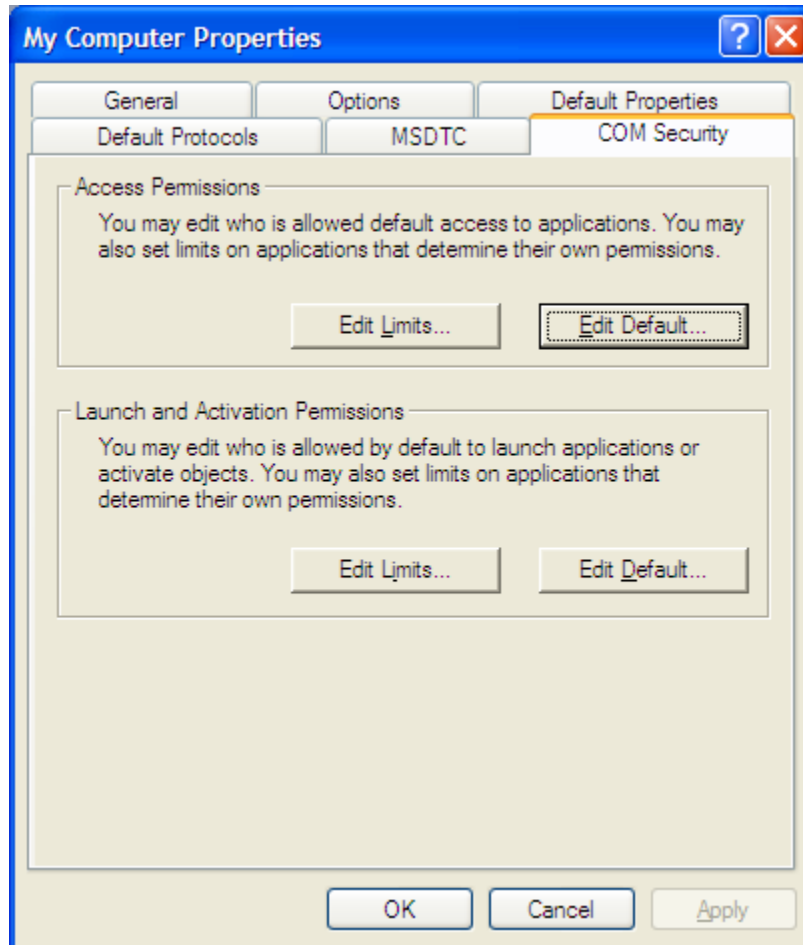 My Computer Properties
General Options Default Properties
Default Protocols MSDTC COM Security
Access Permissions
You may edit who is allowed default access to applications. You may
also set limits on applications that determine their own permissions.
Edit Limits... Edit Default...
Launch and Activation Permissions
You may edit who is allowed by default to launch applications or
activate objects. You may also set limits on applications that
determine their own permissions.
Edit Limits... Edit Default...
OK Cancel Apply